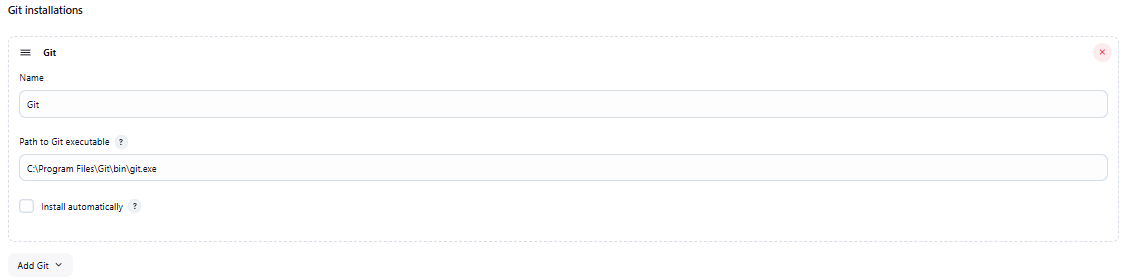 Git installations
Git
Name
Git
Path to Git executable ?
C:\Program Files\Git\bin\git.exe
Install automatically ?
Add Git